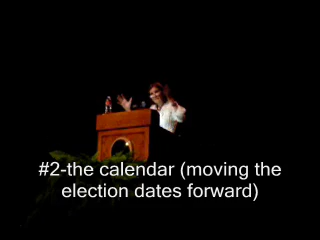 #2-the calendar (moving the
election dates forward)